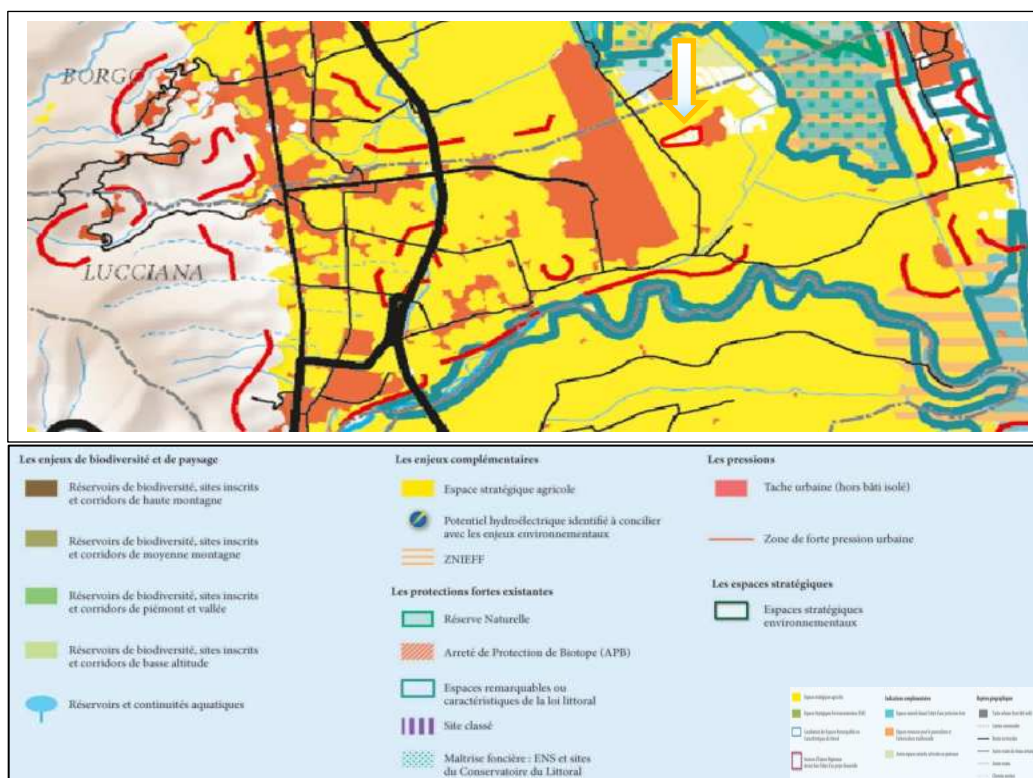 BORGO
LUCCIANA
Les enjeux de biodiversité et de paysage
Réservoirs de biodiversité, sites inscrits
et corridors de haute montagne
Réservoirs de biodiversité, sites inscrits
et corridors de moyenne montagne
Réservoirs de biodiversité, sites inscrits
et corridors de piémont et vallée
Réservoirs de biodiversité, sites inscrits
et corridors de basse altitude
Réservoirs et continuités aquatiques
Les enjeux complémentaires
Espace stratégique agricole
Potentiel hydroélectrique identifié à concilier
avec les enjeux environnementaux
ZNIEFF
Les protections fortes existantes
Réserve Naturelle
Arreté de Protection de Biotope (APB)
Espaces remarquables ou
caractéristiques de la loi littoral
Site classé
Maîtrise foncière : ENS et sites
du Conservatoire du Littoral
Les pressions
Tache urbaine (hors bâti isolé)
Zone de forte pression urbaine
Les espaces stratégiques
Espaces stratégiques
environnementaux
Espace stratégique agricole